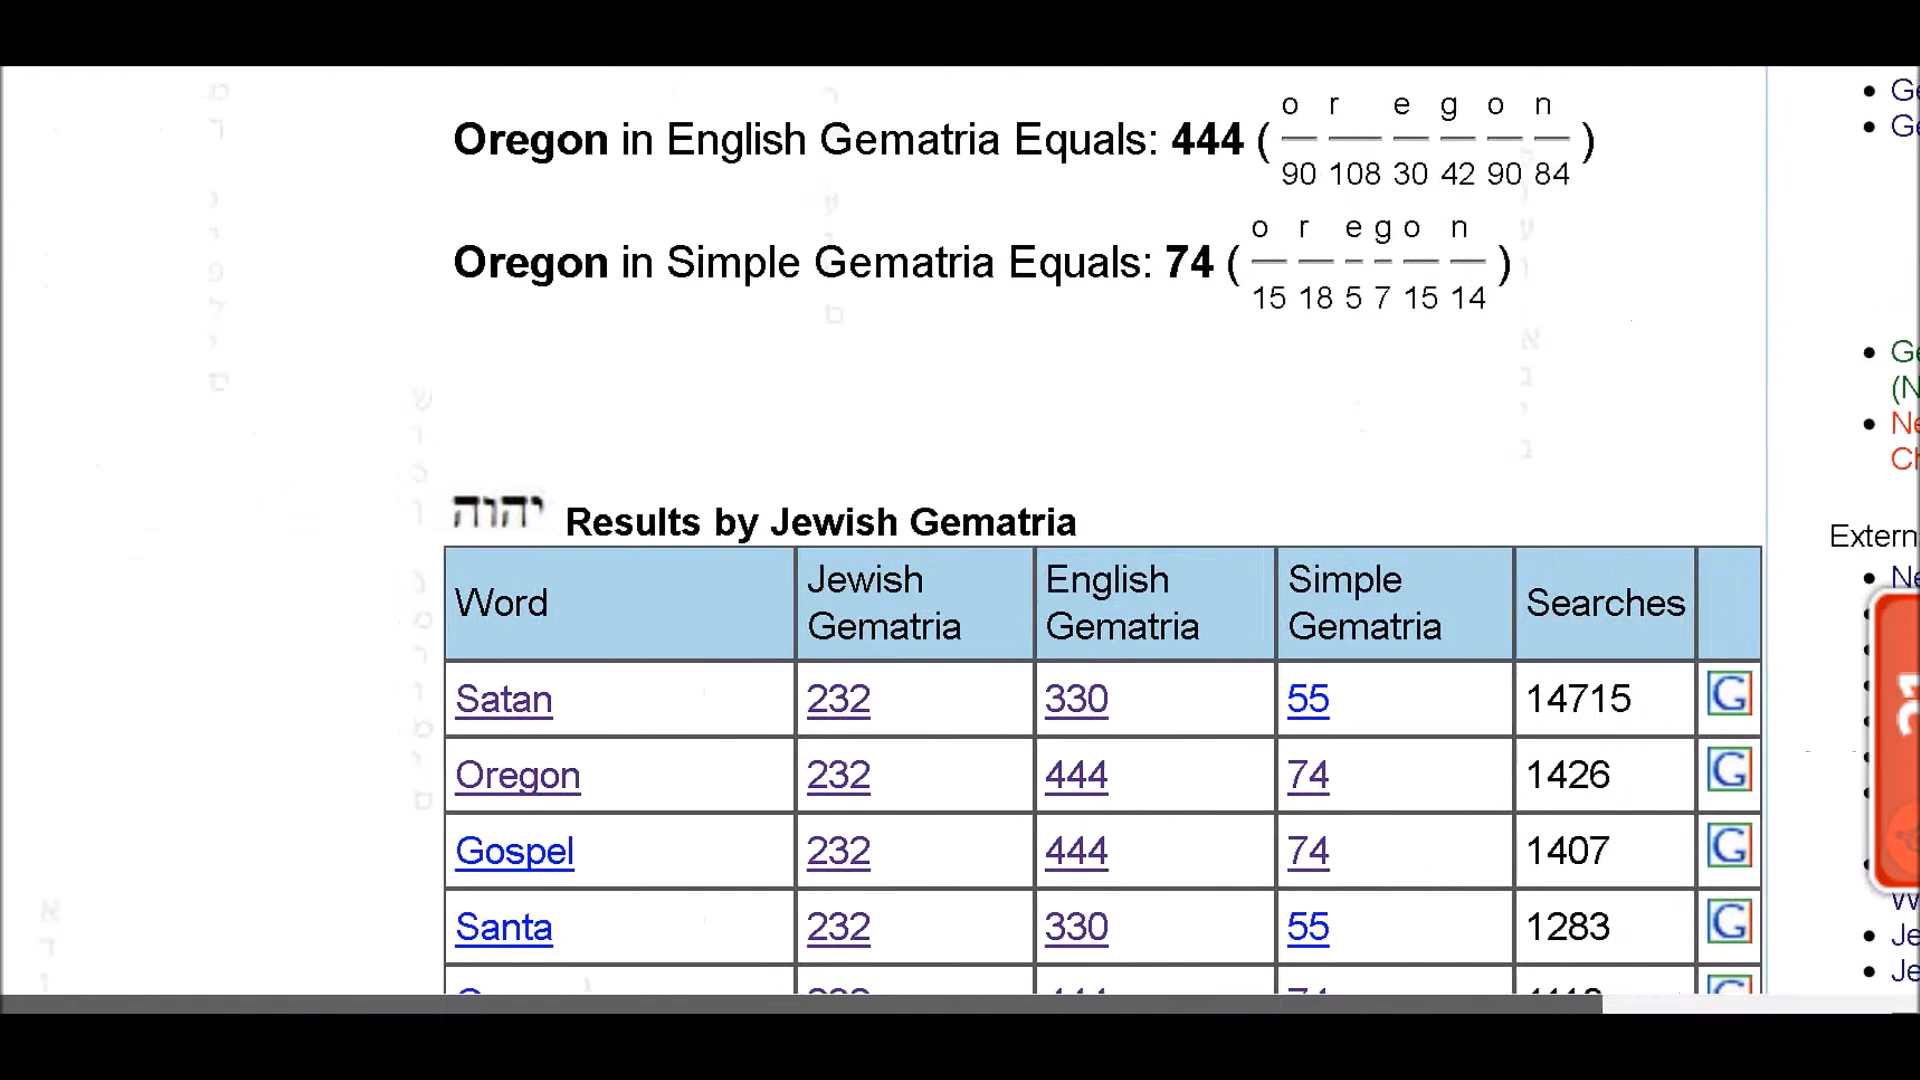 o r e g o n
Oregon in English Gematria Equals: 444 ( )
90 108 30 42 90 84
o r e g o n
Oregon in Simple Gematria Equals: 74 ( )
15 18 5 7 15 14
יהוה Results by Jewish Gematria
Word Jewish Gematria English Gematria Simple Gematria Searches
Satan 232 330 55 14715 G
Oregon 232 444 74 1426 G
Gospel 232 444 74 1407 G
Santa 232 330 55 1283 G